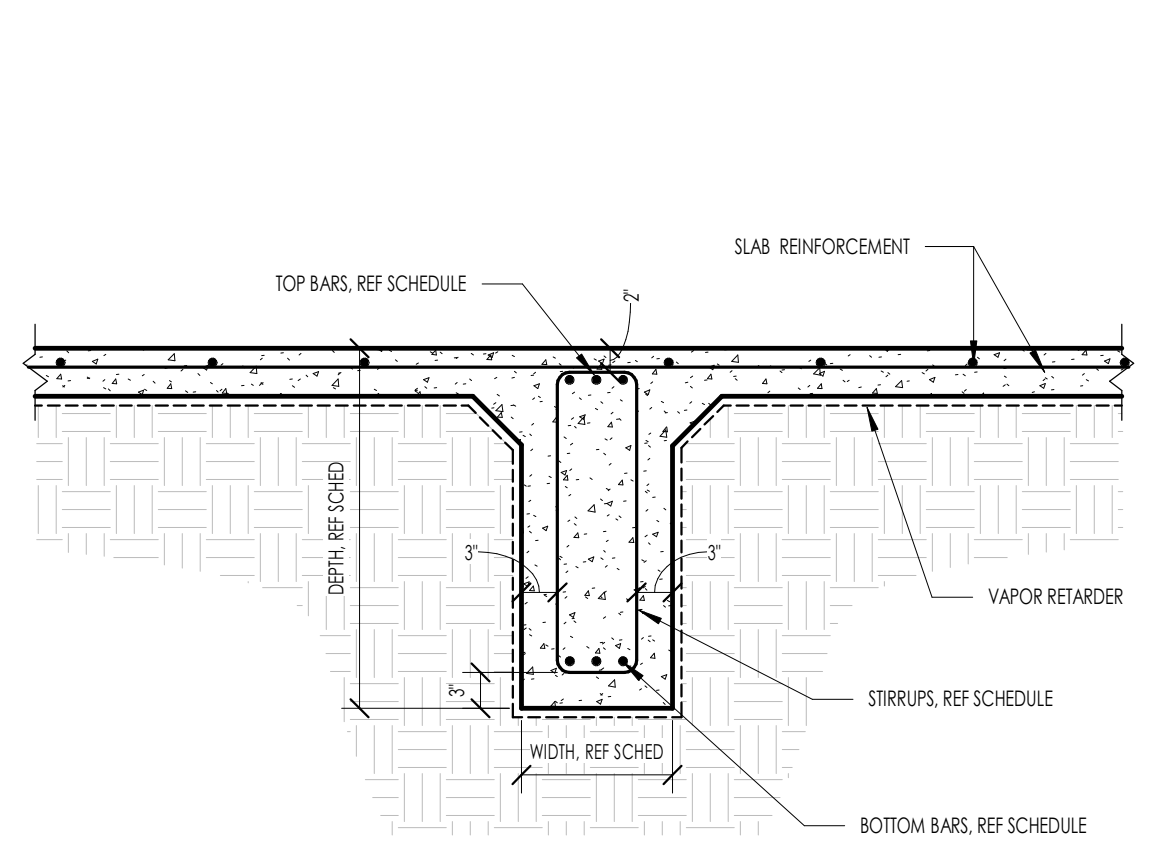 SLAB REINFORCEMENT
TOP BARS, REF SCHEDULE
2"
DEPTH, REF SCHED
3"
3"
VAPOR RETARDER
3"
STIRRUPS, REF SCHEDULE
WIDTH, REF SCHED
BOTTOM BARS, REF SCHEDULE